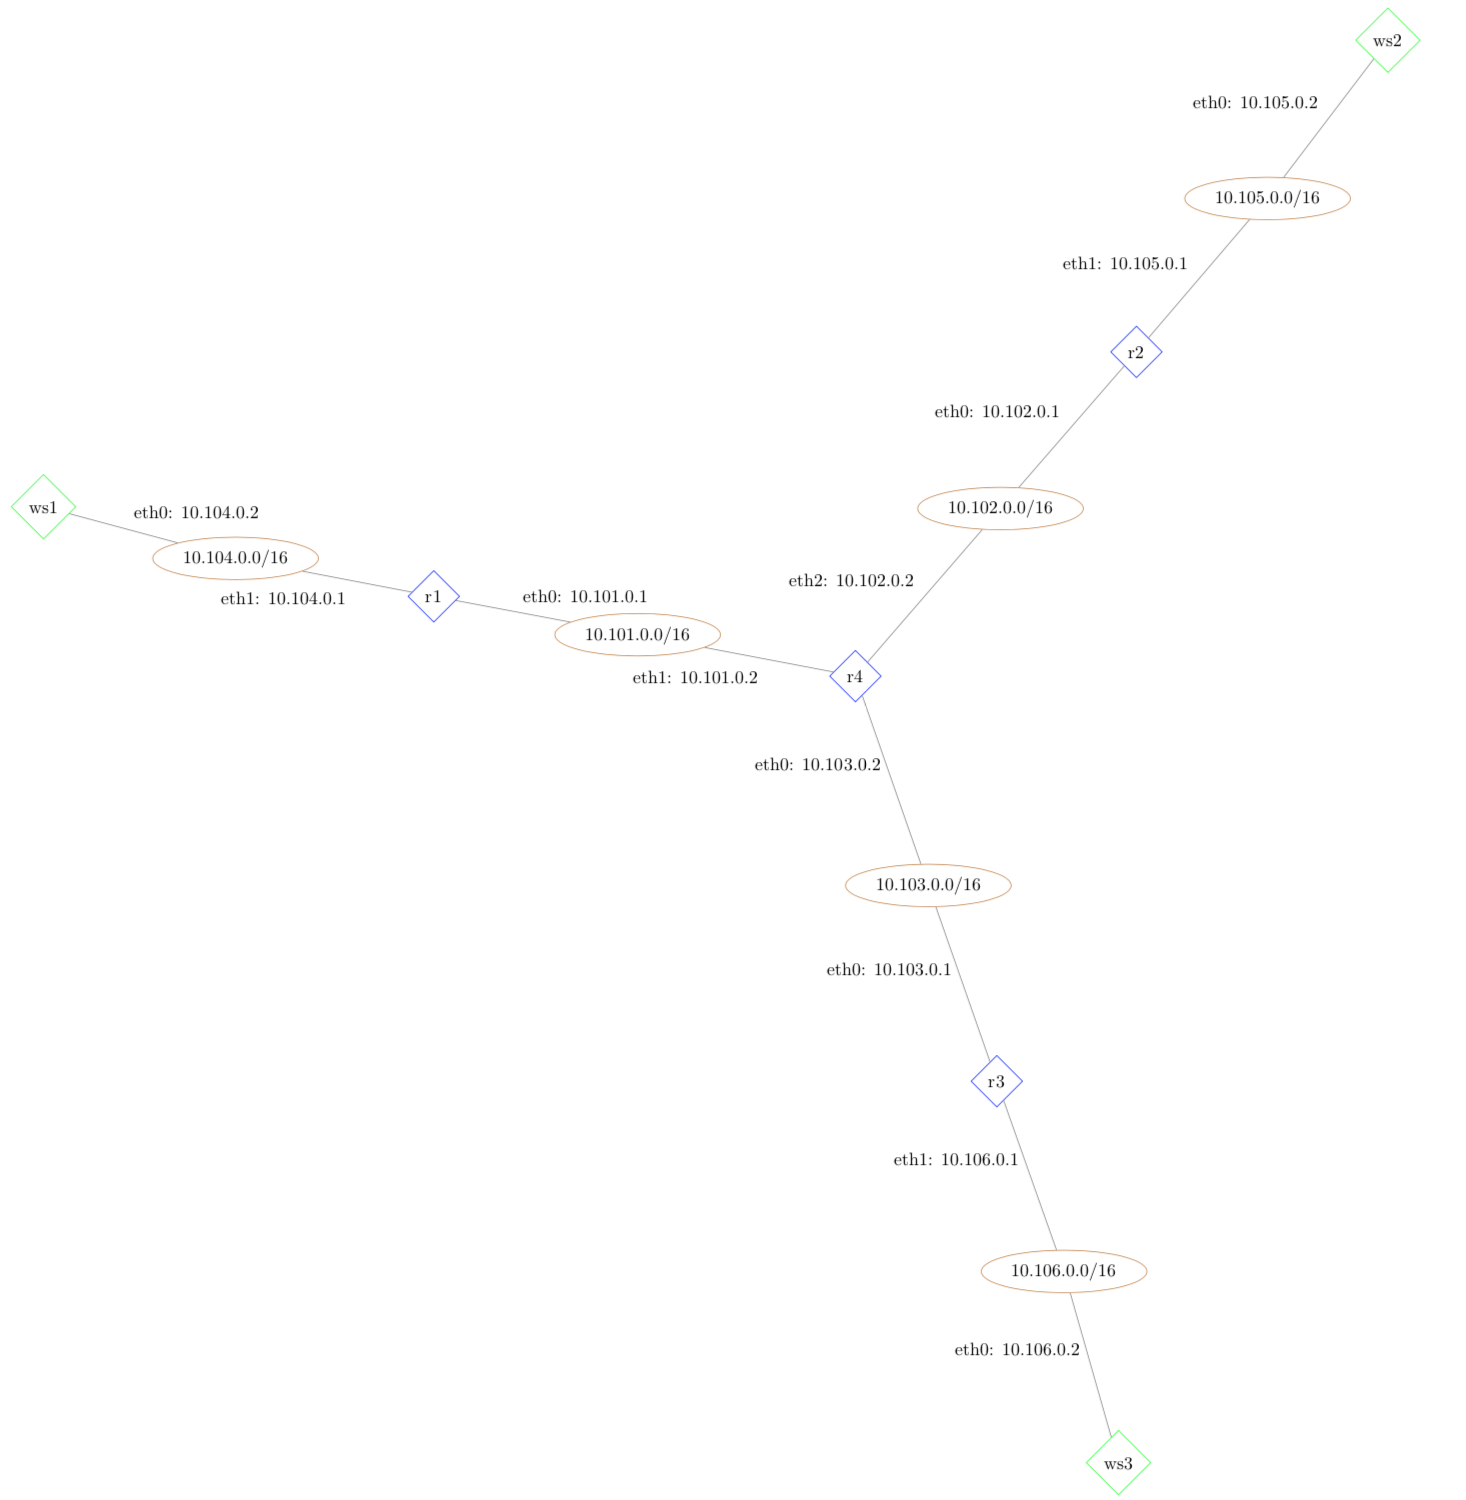 ws2
eth0: 10.105.0.2
10.105.0.0/16
eth1: 10.105.0.1
r2
eth0: 10.102.0.1
10.102.0.0/16
ws1
eth0: 10.104.0.2
10.104.0.0/16
eth1: 10.104.0.1
r1
eth0: 10.101.0.1
10.101.0.0/16
eth1: 10.101.0.2
eth2: 10.102.0.2
r4
eth0: 10.103.0.2
10.103.0.0/16
eth0: 10.103.0.1
r3
eth1: 10.106.0.1
10.106.0.0/16
eth0: 10.106.0.2
ws3